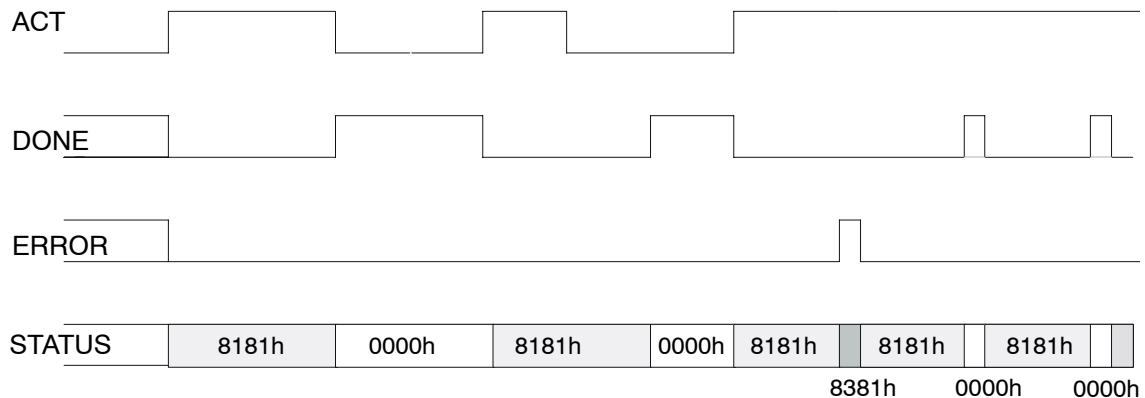 ACT
DONE
ERROR
STATUS 8181h 0000h 8181h 0000h 8181h 8181h 8181h
8381h 0000h 0000h